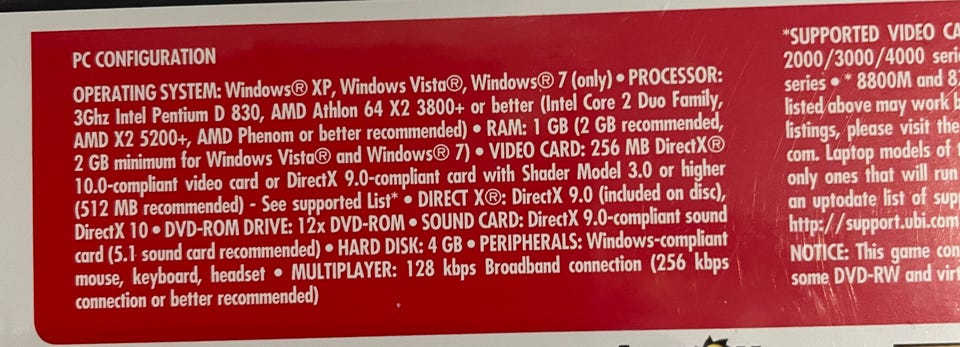 PC CONFIGURATION
OPERATING SYSTEM: Windows® XP, Windows Vista®, Windows® 7 (only) • PROCESSOR:
3Ghz Intel Pentium D 830, AMD Athlon 64 X2 3800+ or better (Intel Core 2 Duo Family,
AMD X2 5200+, AMD Phenom or better recommended) • RAM: 1 GB (2 GB recommended,
2 GB minimum for Windows Vista® and Windows® 7) • VIDEO CARD: 256 MB DirectX®
10.0-compliant video card or DirectX 9.0-compliant card with Shader Model 3.0 or higher
(512 MB recommended) - See supported List* • DIRECT X®: DirectX 9.0 (included on disc),
DirectX 10 • DVD-ROM DRIVE: 12x DVD-ROM • SOUND CARD: DirectX 9.0-compliant sound
card (5.1 sound card recommended) • HARD DISK: 4 GB • PERIPHERALS: Windows-compliant
mouse, keyboard, headset • MULTIPLAYER: 128 kbps Broadband connection (256 kbps
connection or better recommended)
*SUPPORTED VIDEO
2000/3000/4000
series • * 8800M and
listed above may work
listings, please visit the
com. Laptop models of
only ones that will run
an uptodate list of
http://support.ubi.com
NOTICE: This game
some DVD-RW and